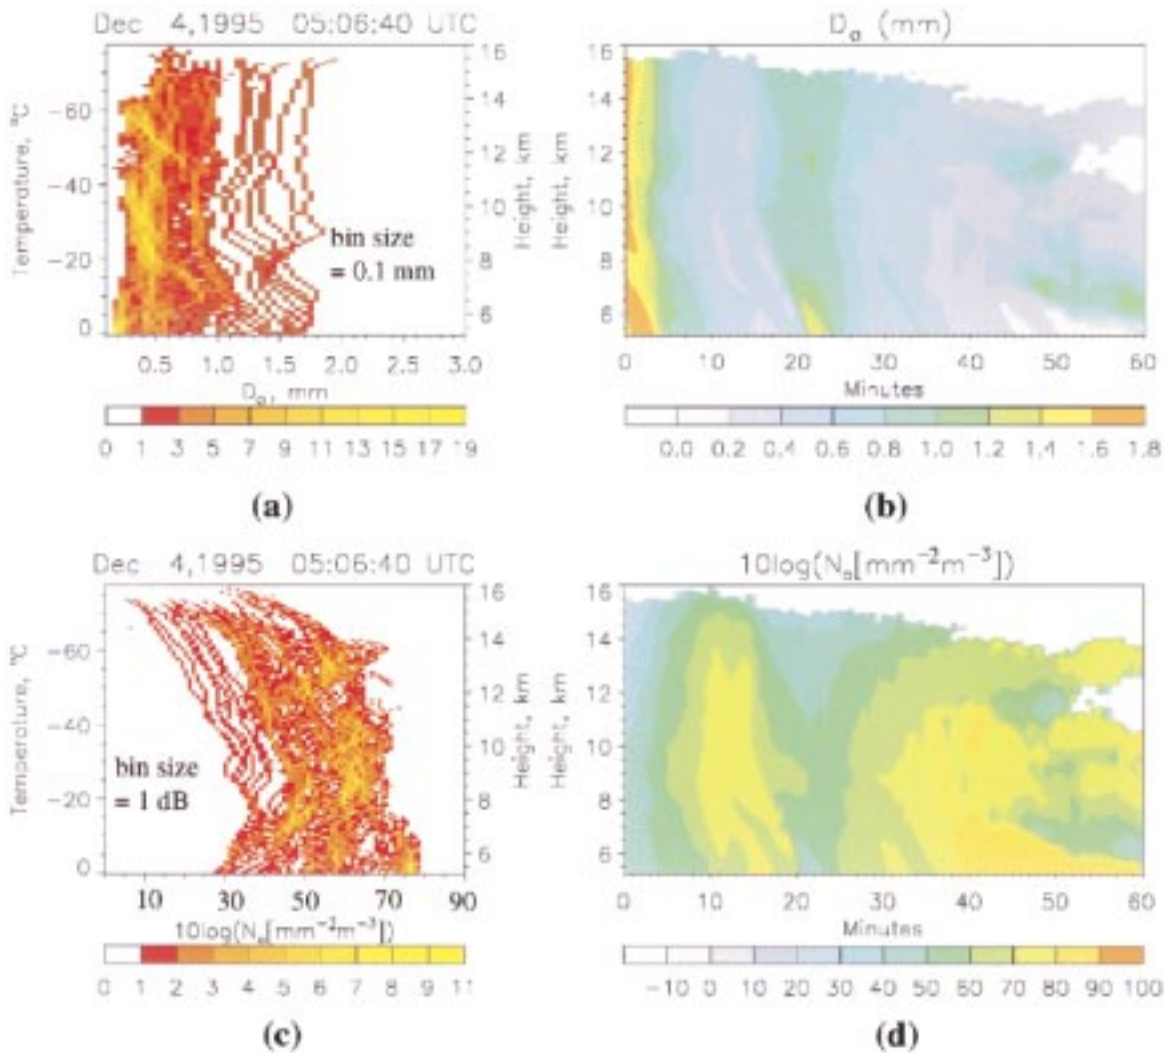 Dec 4,1995 05:06:40 UTC
Temperature, °C
-60
-40
-20
0
16
14
12
10
8
6
Height, km
bin size
= 0.1 mm
0.5 1.0 1.5 2.0 2.5 3.0
Dₒ, mm
0 1 3 5 7 9 11 13 15 17 19
(a)
Dₒ (mm)
Height, km
16
14
12
10
8
6
0 10 20 30 40 50 60
Minutes
0.0 0.2 0.4 0.6 0.8 1.0 1.2 1.4 1.6 1.8
(b)
Dec 4,1995 05:06:40 UTC
Temperature, °C
-60
-40
-20
0
16
14
12
10
8
6
Height, km
bin size
= 1 dB
10 30 50 70 90
10log(Nₒ[mm⁻²m⁻³])
0 1 2 3 4 5 6 7 8 9 11
(c)
10log(Nₒ[mm⁻²m⁻³])
Height, km
16
14
12
10
8
6
0 10 20 30 40 50 60
Minutes
-10 0 10 20 30 40 50 60 70 80 90 100
(d)